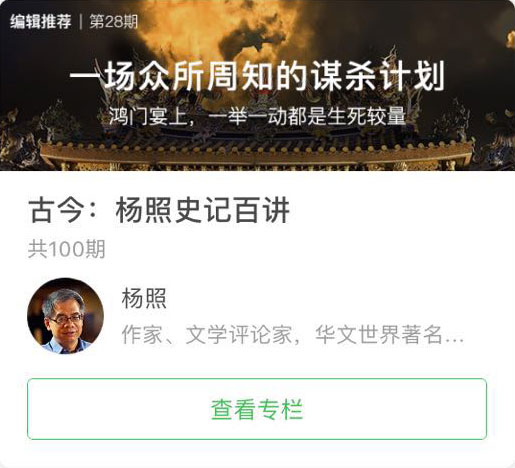 编辑推荐 | 第28期
一场众所周知的谋杀计划
鸿门宴上，一举一动都是生死较量
古今：杨照史记百讲
共100期
杨照
作家、文学评论家，华文世界著名...
查看专栏